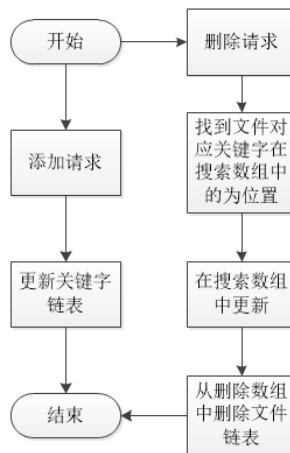 开始
删除请求
添加请求
找到文件对
应关键字在
搜索数组中
的为位置
更新关键字
链表
在搜索数组
中更新
结束
从删除数组
中删除文件
链表